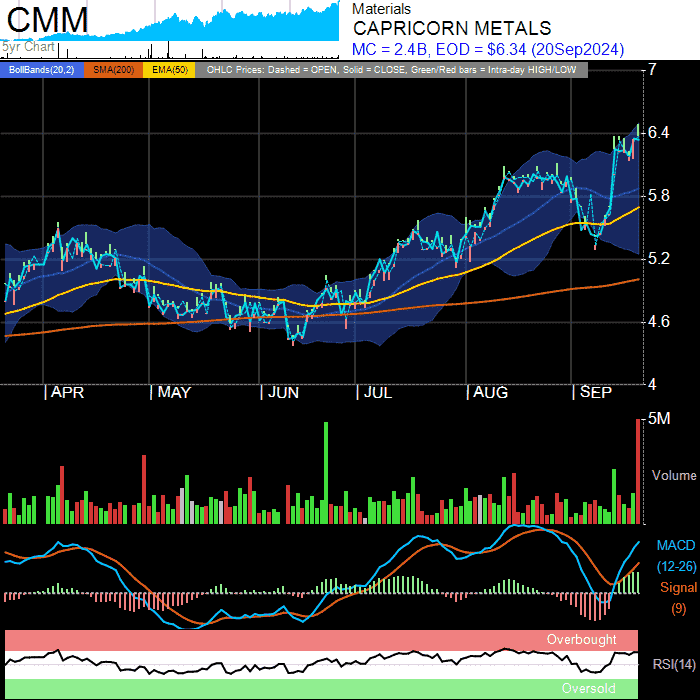 CMM
5yr Chart
Materials
CAPRICORN METALS
MC = 2.4B, EOD = $6.34 (20Sep2024)
BollBands(20,2) SMA(200) EMA(50) OHLC Prices: Dashed = OPEN, Solid = CLOSE, Green/Red bars = Intra-day HIGH/LOW
7
6.4
5.8
5.2
4.6
4
| APR | MAY | JUN | JUL | AUG | SEP
5M
Volume
MACD
(12-26)
Signal
(9)
Overbought
RSI(14)
Oversold